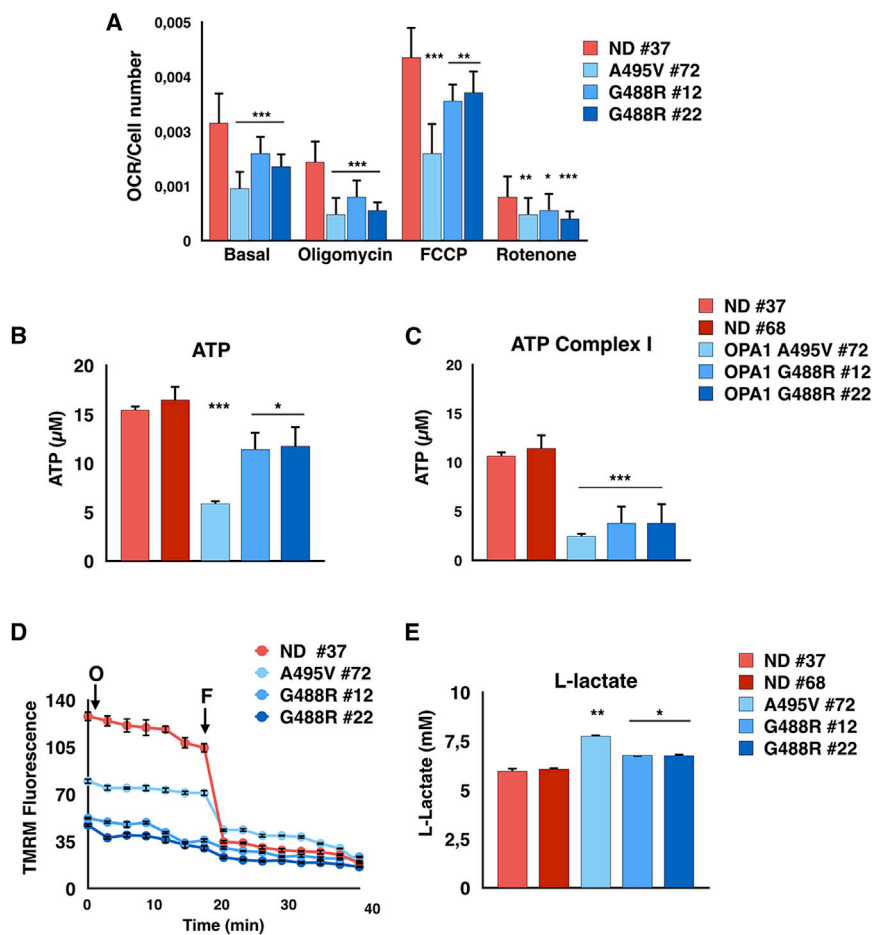 A
OCR/Cell number
0,005
0,004
0,003
0,001
0
***
***
***
**
**
*
***
Basal
Oligomycin
FCCP
Rotenone
ND #37
A495V #72
G488R #12
G488R #22
B
ATP
ATP (µM)
20
15
10
5
0
***
*
C
ATP Complex I
ATP (µM)
20
15
10
5
0
***
ND #37
ND #68
OPA1 A495V #72
OPA1 G488R #12
OPA1 G488R #22
D
O
F
TMRM Fluorescence
140
105
70
35
0
0
10
20
30
40
Time (min)
ND #37
A495V #72
G488R #12
G488R #22
E
L-lactate
L-Lactate (mM)
10
7,5
5
2,5
0
**
*
ND #37
ND #68
A495V #72
G488R #12
G488R #22